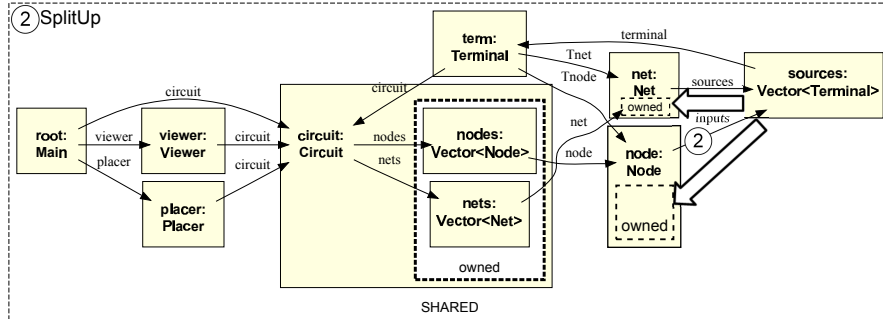 2 SplitUp
term:
Terminal
terminal
Tnet
Tnode
circuit
net:
Net
owned
sources
sources:
Vector<Terminal>
inputs
2
circuit
root:
Main
viewer
placer
viewer:
Viewer
circuit
circuit
placer:
Placer
circuit:
Circuit
nodes
nets
nodes:
Vector<Node>
nets:
Vector<Net>
owned
net
node
node:
Node
owned
SHARED